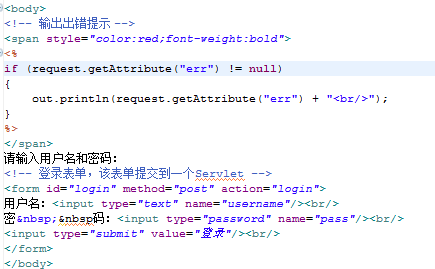 <body>
<!-- 输出出错提示 -->
<span style="color:red;font-weight:bold">
<%
if (request.getAttribute("err") != null)
{
    out.println(request.getAttribute("err") + "<br/>");
}
%>
</span>
请输入用户名和密码：
<!-- 登录表单，该表单提交到一个Servlet -->
<form id="login" method="post" action="login">
用户名：<input type="text" name="username"/><br/>
密&nbsp;&nbsp码：<input type="password" name="pass"/><br/>
<input type="submit" value="登录"/><br/>
</form>
</body>